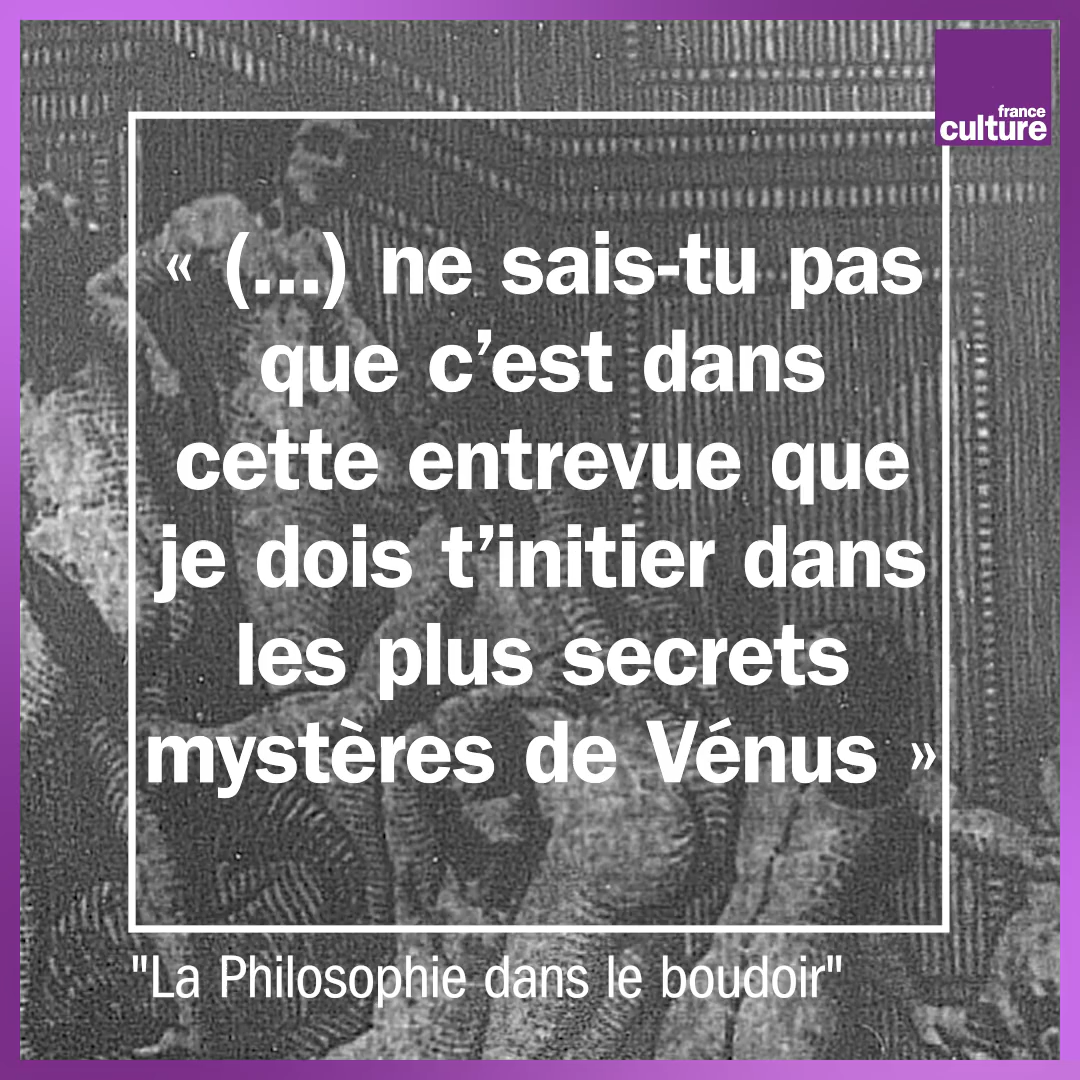 france
culture
« (...) ne sais-tu pas
que c’est dans
cette entrevue que
je dois t’initier dans
les plus secrets
mystères de Vénus »
"La Philosophie dans le boudoir"